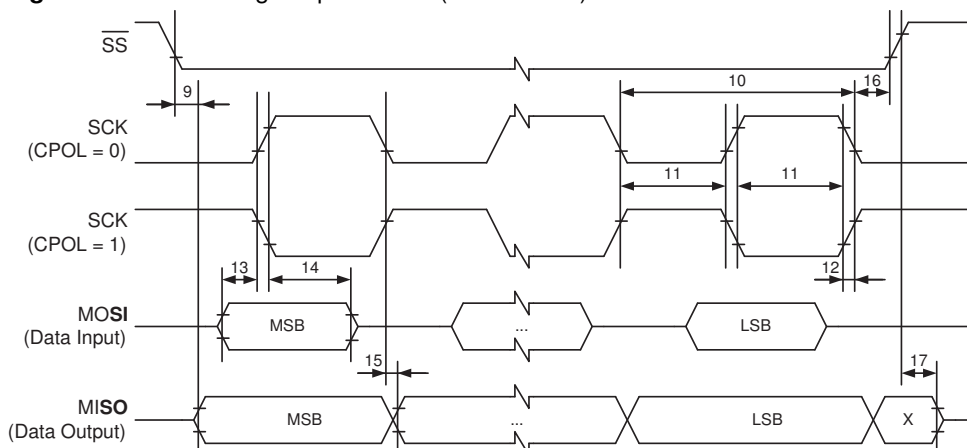 SS
9
10
16
SCK
(CPOL = 0)
11
11
SCK
(CPOL = 1)
13
14
12
MOSI
(Data Input)
MSB
...
LSB
15
17
MISO
(Data Output)
MSB
...
LSB
X